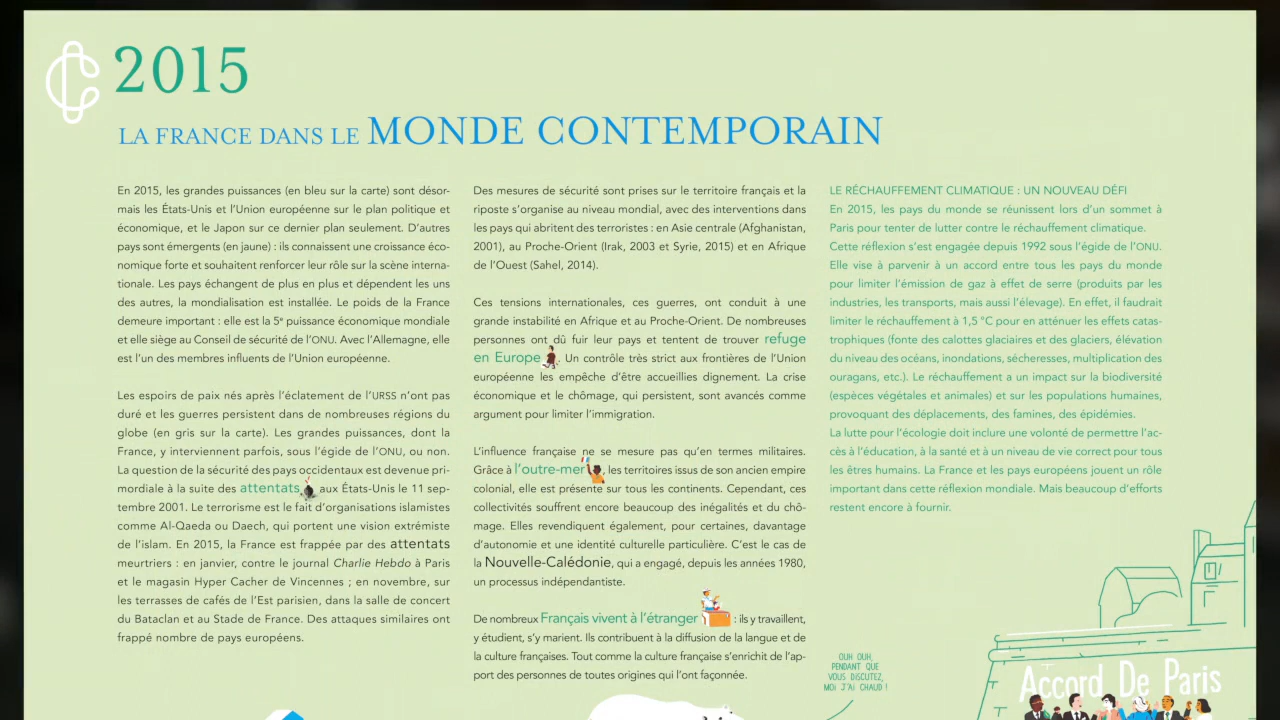 2015
LA FRANCE DANS LE MONDE CONTEMPORAIN
En 2015, les grandes puissances (en bleu sur la carte) sont désor-
mais les États-Unis et l'Union européenne sur le plan politique et
économique, et le Japon sur ce dernier plan seulement. D'autres
pays sont émergents (en jaune) : ils connaissent une croissance éco-
nomique forte et souhaitent renforcer leur rôle sur la scène interna-
tionale. Les pays échangent de plus en plus et dépendent les uns
des autres, la mondialisation est installée. Le poids de la France
demeure important : elle est la 5e puissance économique mondiale
et elle siège au Conseil de sécurité de l'ONU. Avec l'Allemagne, elle
est l'un des membres influents de l'Union européenne.
Les espoirs de paix nés après l'éclatement de l'URSS n'ont pas
duré et les guerres persistent dans de nombreuses régions du
globe (en gris sur la carte). Les grandes puissances, dont la
France, y interviennent parfois, sous l'égide de l'ONU, ou non.
La question de la sécurité des pays occidentaux est devenue pri-
mordiale à la suite des attentats aux États-Unis le 11 sep-
tembre 2001. Le terrorisme est le fait d'organisations islamistes
comme Al-Qaeda ou Daech, qui portent une vision extrémiste
de l'islam. En 2015, la France est frappée par des attentats
meurtriers : en janvier, contre le journal Charlie Hebdo à Paris
et le magasin Hyper Cacher de Vincennes ; en novembre, sur
les terrasses de cafés de l'Est parisien, dans la salle de concert
du Bataclan et au Stade de France. Des attaques similaires ont
frappé nombre de pays européens.
Des mesures de sécurité sont prises sur le territoire français et la
riposte s'organise au niveau mondial, avec des interventions dans
les pays qui abritent des terroristes : en Asie centrale (Afghanistan,
2001), au Proche-Orient (Irak, 2003 et Syrie, 2015) et en Afrique
de l'Ouest (Sahel, 2014).
Ces tensions internationales, ces guerres, ont conduit à une
grande instabilité en Afrique et au Proche-Orient. De nombreuses
personnes ont dû fuir leur pays et tentent de trouver refuge
en Europe. Un contrôle très strict aux frontières de l'Union
européenne les empêche d'être accueillies dignement. La crise
économique et le chômage, qui persistent, sont avancés comme
argument pour limiter l'immigration.
L'influence française ne se mesure pas qu'en termes militaires.
Grâce à l'outre-mer, les territoires issus de son ancien empire
colonial, elle est présente sur tous les continents. Cependant, ces
collectivités souffrent encore beaucoup des inégalités et du chô-
mage. Elles revendiquent également, pour certaines, davantage
d'autonomie et une identité culturelle particulière. C'est le cas de
la Nouvelle-Calédonie, qui a engagé, depuis les années 1980,
un processus indépendantiste.
De nombreux Français vivent à l'étranger : ils y travaillent,
y étudient, s'y marient. Ils contribuent à la diffusion de la langue et de
la culture françaises. Tout comme la culture française s'enrichit de l'ap-
port des personnes de toutes origines qui l'ont façonnée.
LE RÉCHAUFFEMENT CLIMATIQUE : UN NOUVEAU DÉFI
En 2015, les pays du monde se réunissent lors d'un sommet à
Paris pour tenter de lutter contre le réchauffement climatique.
Cette réflexion s'est engagée depuis 1992 sous l'égide de l'ONU.
Elle vise à parvenir à un accord entre tous les pays du monde
pour limiter l'émission de gaz à effet de serre (produits par les
industries, les transports, mais aussi l'élevage). En effet, il faudrait
limiter le réchauffement à 1,5 °C pour en atténuer les effets catas-
trophiques (fonte des calottes glaciaires et des glaciers, élévation
du niveau des océans, inondations, sécheresses, multiplication des
ouragans, etc.). Le réchauffement a un impact sur la biodiversité
(espèces végétales et animales) et sur les populations humaines,
provoquant des déplacements, des famines, des épidémies.
La lutte pour l'écologie doit inclure une volonté de permettre l'ac-
cès à l'éducation, à la santé et à un niveau de vie correct pour tous
les êtres humains. La France et les pays européens jouent un rôle
important dans cette réflexion mondiale. Mais beaucoup d'efforts
restent encore à fournir.
OUH OUH,
PENDANT QUE
VOUS DISCUTEZ,
MOI J'AI CHAUD !
Accord De Paris